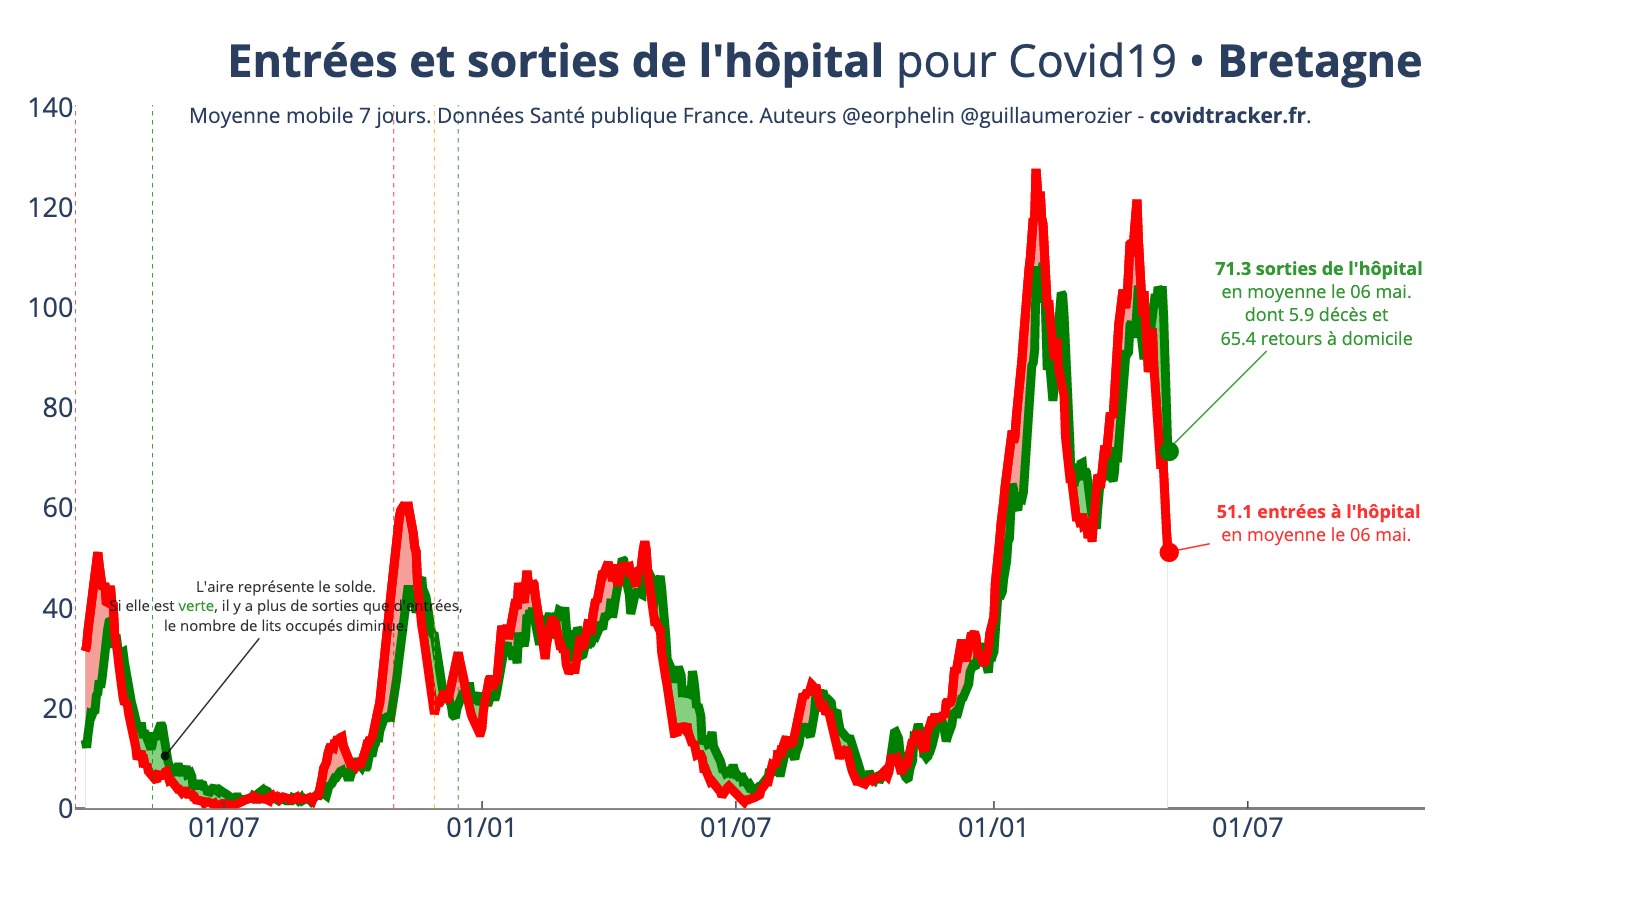 Entrées et sorties de l'hôpital pour Covid19 • Bretagne
Moyenne mobile 7 jours. Données Santé publique France. Auteurs @eorphelin @guillaumerozier - covidtracker.fr.
140
120
100
80
60
40
20
0
71.3 sorties de l'hôpital
en moyenne le 06 mai.
dont 5.9 décès et
65.4 retours à domicile
51.1 entrées à l'hôpital
en moyenne le 06 mai.
L'aire représente le solde.
Si elle est verte, il y a plus de sorties que d'entrées,
le nombre de lits occupés diminue.
01/07
01/01
01/07
01/01
01/07